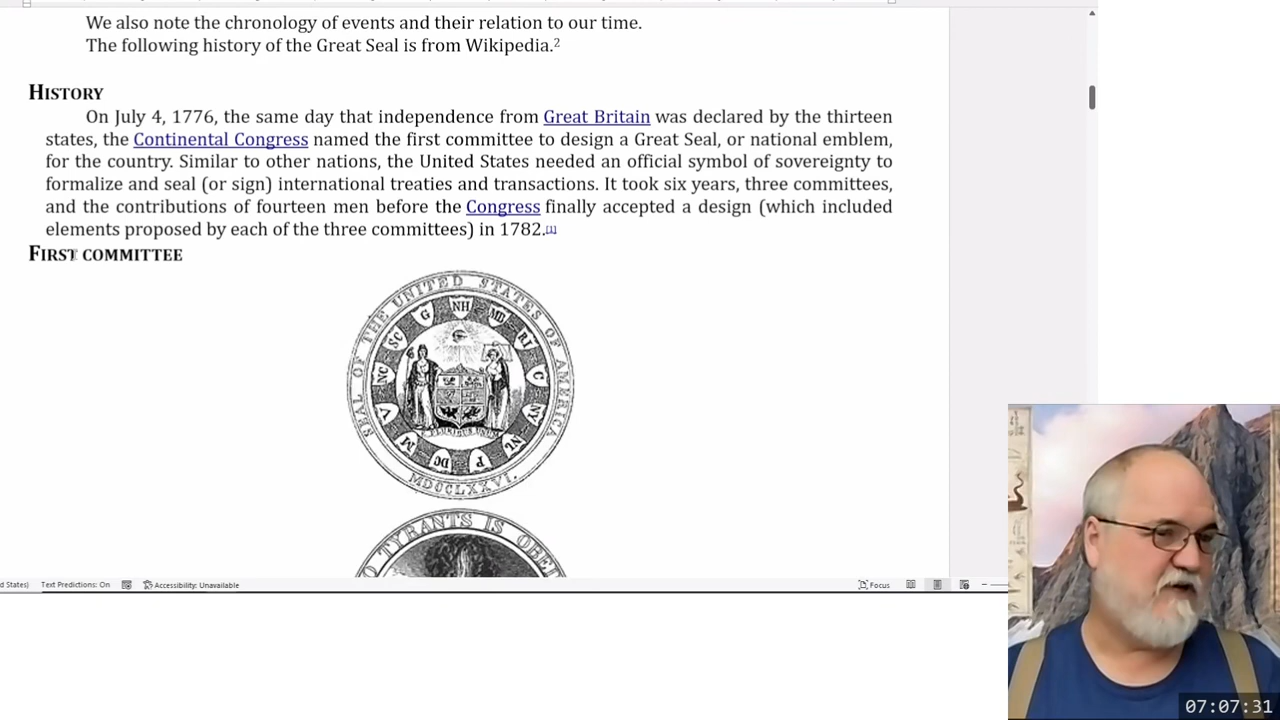 We also note the chronology of events and their relation to our time.
The following history of the Great Seal is from Wikipedia.2
HISTORY
On July 4, 1776, the same day that independence from Great Britain was declared by the thirteen
states, the Continental Congress named the first committee to design a Great Seal, or national emblem,
for the country. Similar to other nations, the United States needed an official symbol of sovereignty to
formalize and seal (or sign) international treaties and transactions. It took six years, three committees,
and the contributions of fourteen men before the Congress finally accepted a design (which included
elements proposed by each of the three committees) in 1782.[1]
FIRST COMMITTEE
SEAL OF THE UNITED STATES OF AMERICA
NH
MD
RI
C
NY
NL
P
DC
M
V
NC
SC
G
E PLURIBUS UNUM
MDCCLXXVI.
O TYRANTS IS OBE
d States)
Text Predictions: On
Accessibility: Unavailable
Focus
07:07:31